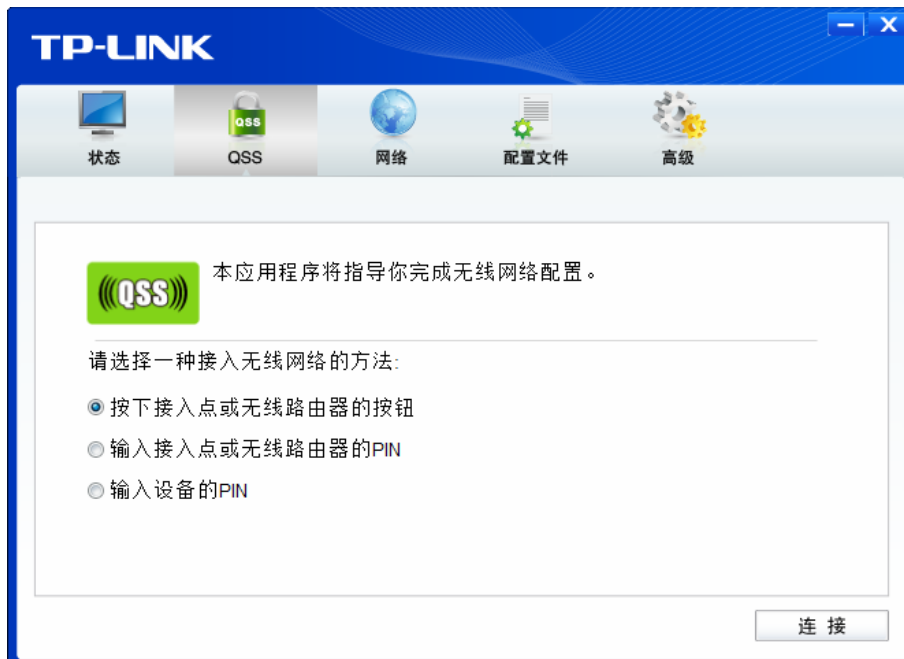 TP-LINK
QSS
状态
QSS
网络
配置文件
高级
(((QSS)))
本应用程序将指导你完成无线网络配置。
请选择一种接入无线网络的方法:
按下接入点或无线路由器的按钮
输入接入点或无线路由器的PIN
输入设备的PIN
连 接